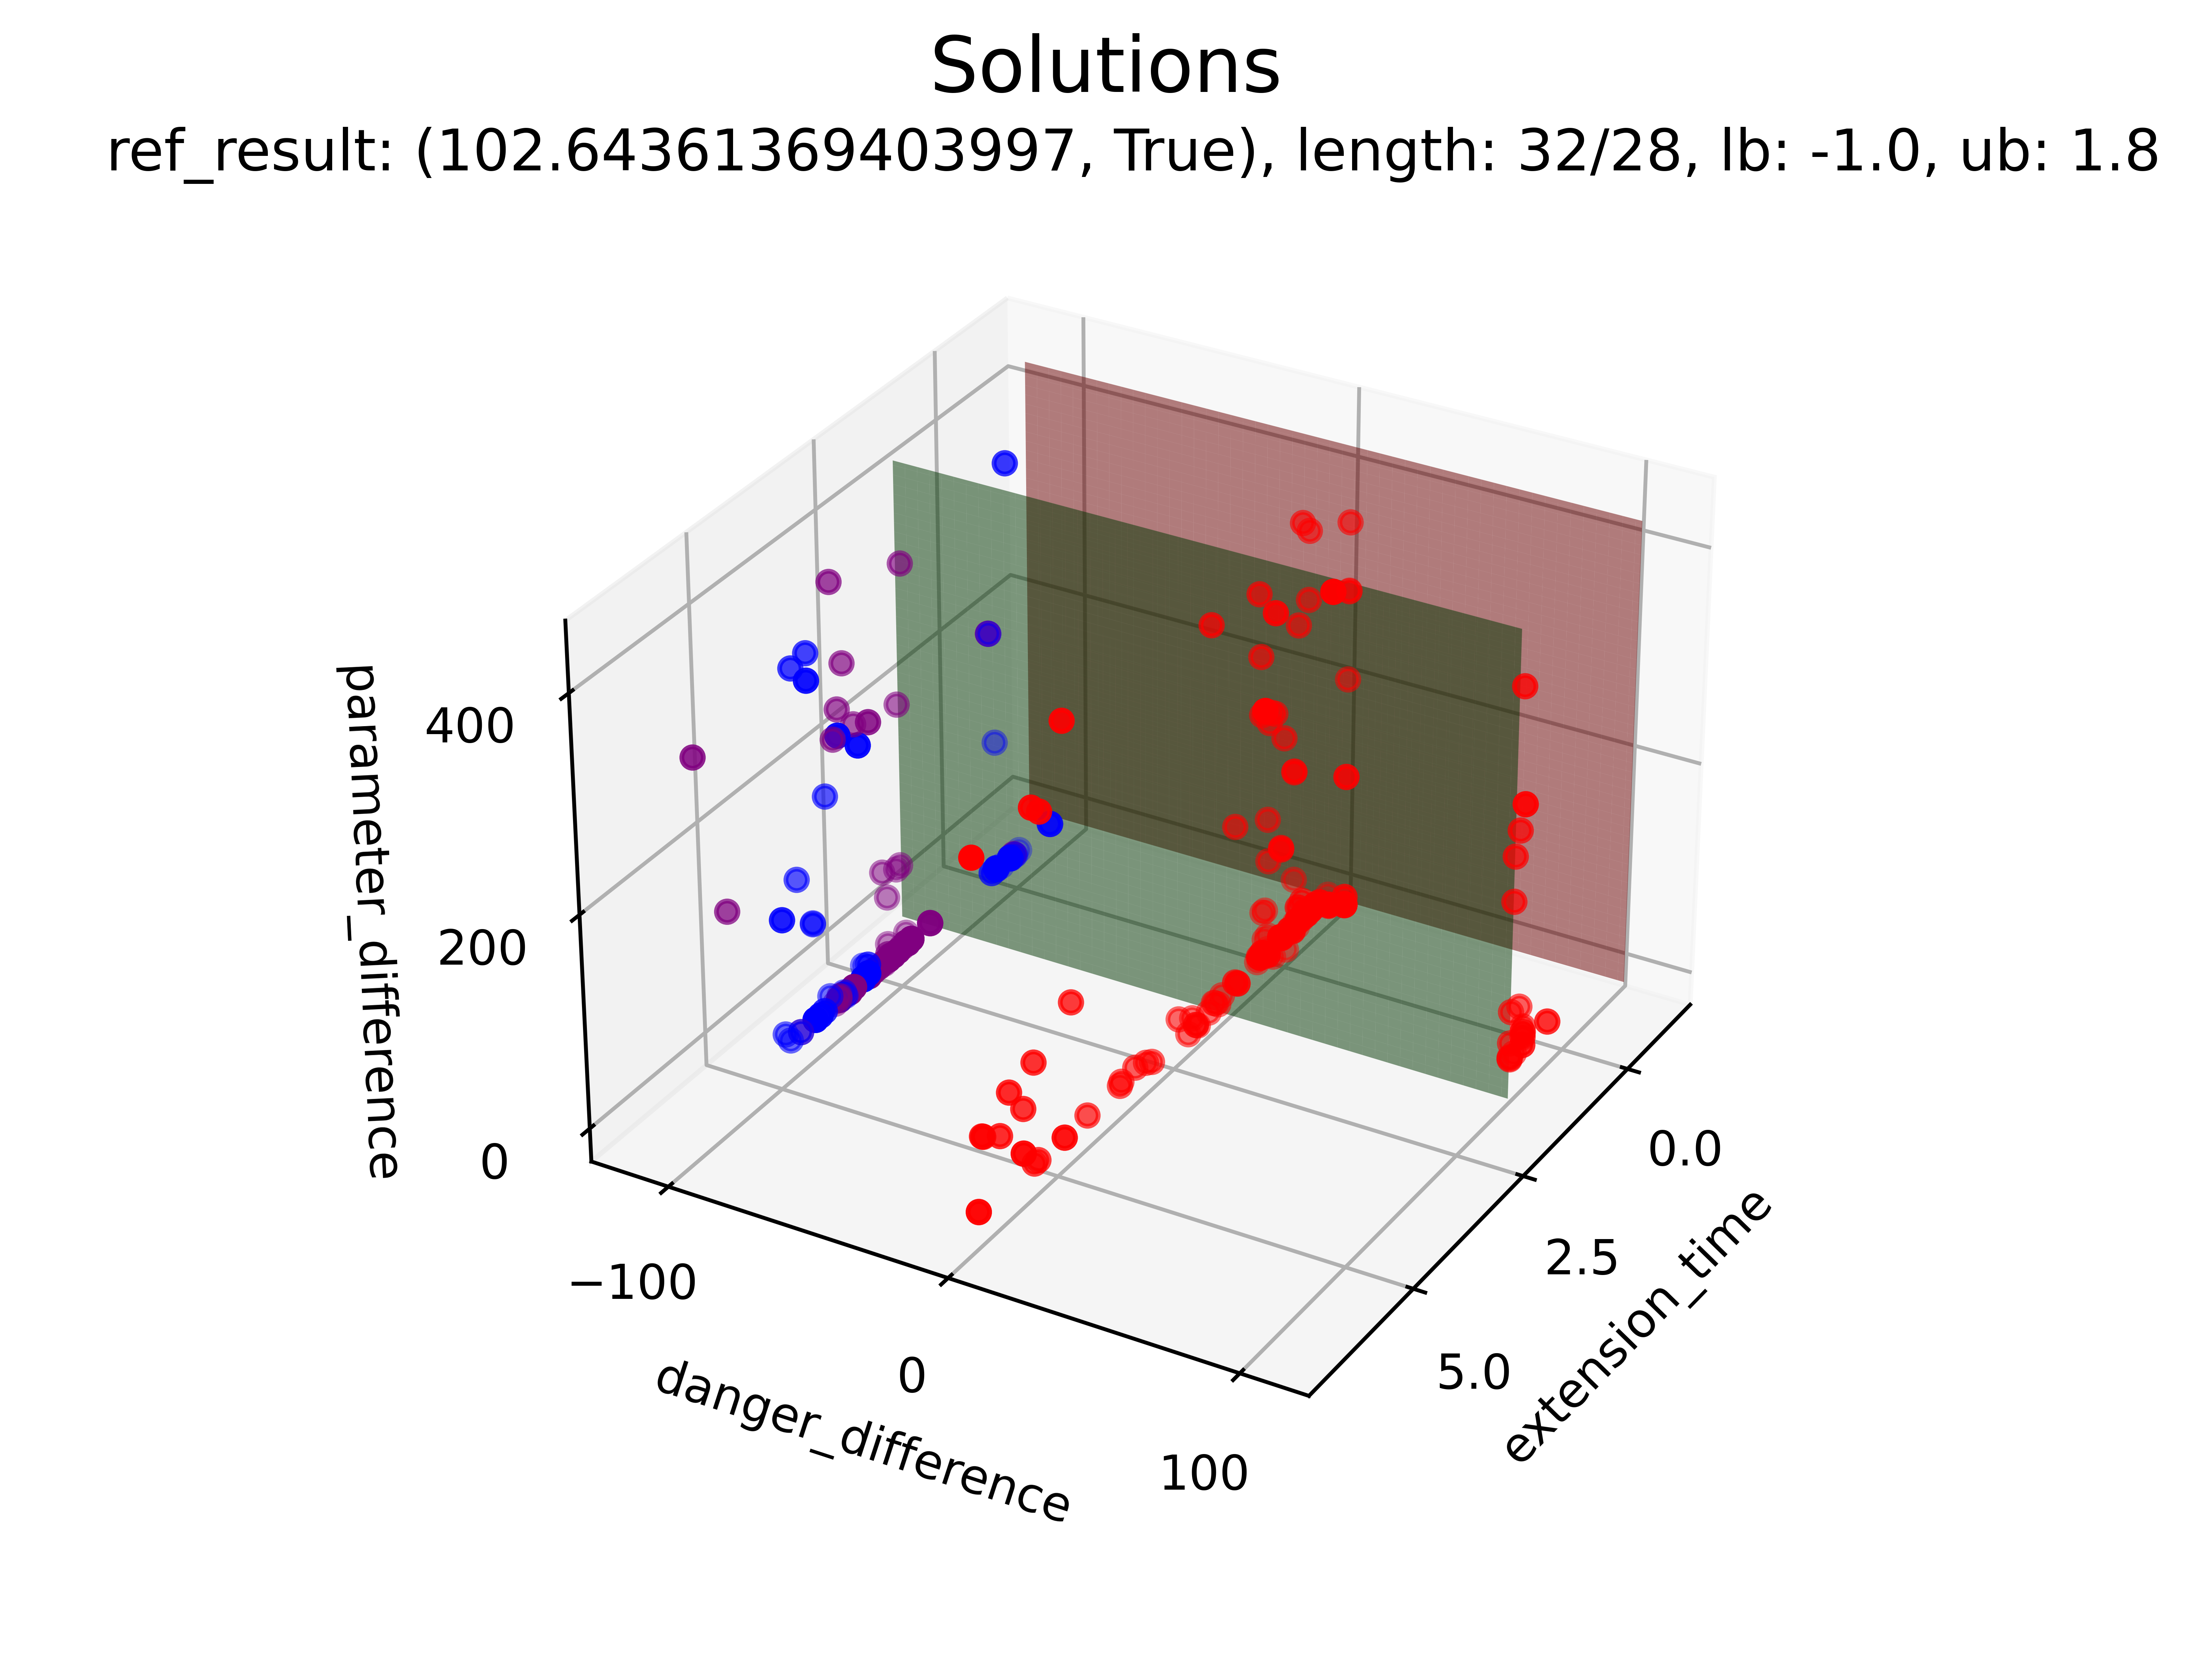 Solutions
ref_result: (102.64361369403997, True), length: 32/28, lb: -1.0, ub: 1.8
parameter_difference
400
200
0
−100
0
100
danger_difference
0.0
2.5
5.0
extension_time